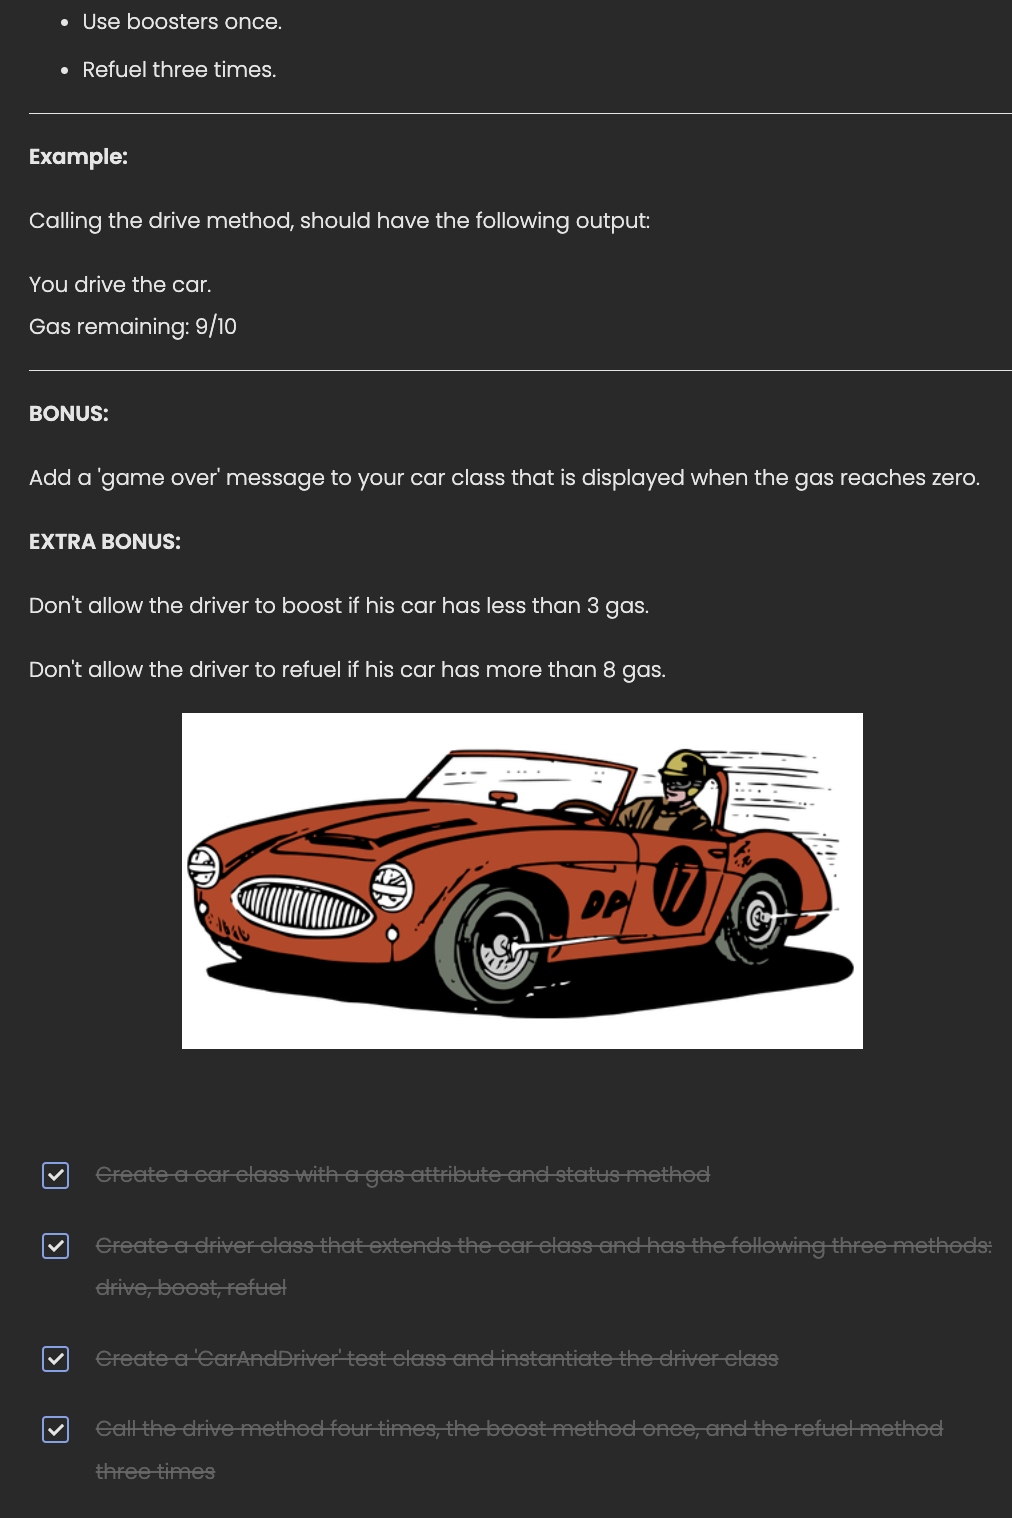 Use boosters once.
Refuel three times.
Example:
Calling the drive method, should have the following output:
You drive the car.
Gas remaining: 9/10
BONUS:
Add a 'game over' message to your car class that is displayed when the gas reaches zero.
EXTRA BONUS:
Don't allow the driver to boost if his car has less than 3 gas.
Don't allow the driver to refuel if his car has more than 8 gas.
DP 17
Create a car class with a gas attribute and status method
Create a driver class that extends the car class and has the following three methods:
drive, boost, refuel
Create a 'CarAndDriver' test class and instantiate the driver class
Call the drive method four times, the boost method once, and the refuel method
three times